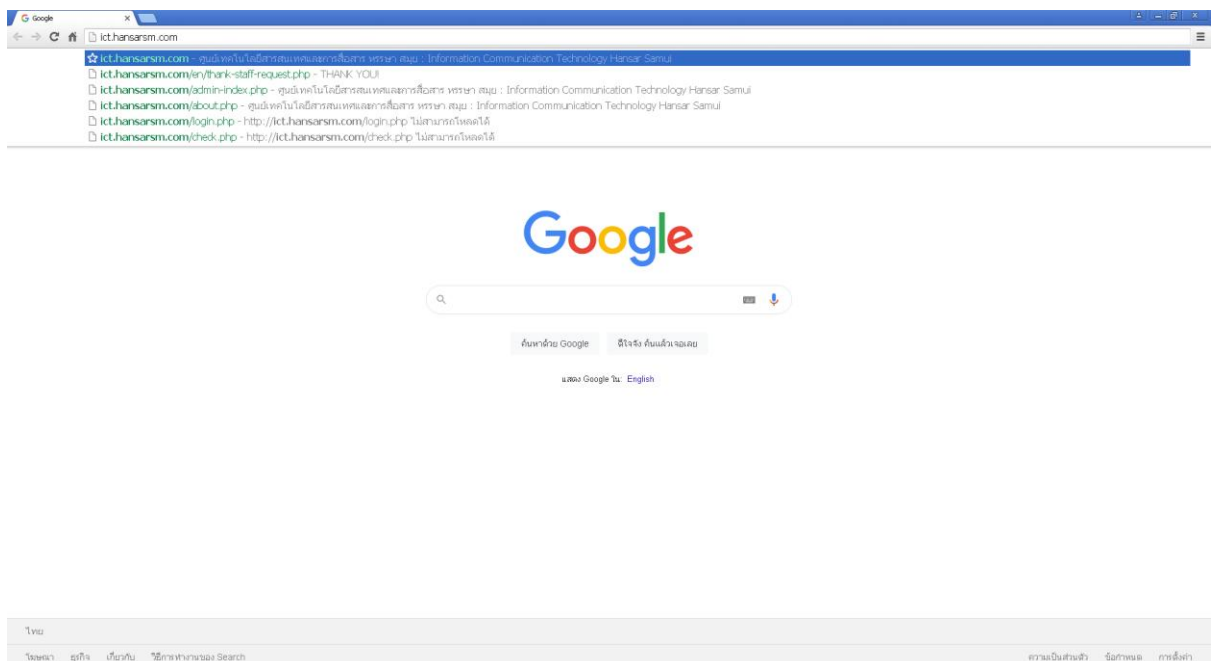 Google
ict.hansarsm.com
ict.hansarsm.com - ศูนย์เทคโนโลยีสารสนเทศและการสื่อสาร หรรษา สมุย : Information Communication Technology Hansar Samui
ict.hansarsm.com/en/thank-staff-request.php - THANK YOU!
ict.hansarsm.com/admin-index.php - ศูนย์เทคโนโลยีสารสนเทศและการสื่อสาร หรรษา สมุย : Information Communication Technology Hansar Samui
ict.hansarsm.com/about.php - ศูนย์เทคโนโลยีสารสนเทศและการสื่อสาร หรรษา สมุย : Information Communication Technology Hansar Samui
ict.hansarsm.com/login.php - http://ict.hansarsm.com/login.php ไม่สามารถโหลดได้
ict.hansarsm.com/check.php - http://ict.hansarsm.com/check.php ไม่สามารถโหลดได้
Google
ค้นหาด้วย Google ดีใจจัง ค้นแล้วเจอเลย
แสดง Google ใน: English
ไทย
โฆษณา ธุรกิจ เกี่ยวกับ วิธีการทำงานของ Search ความเป็นส่วนตัว ข้อกำหนด การตั้งค่า